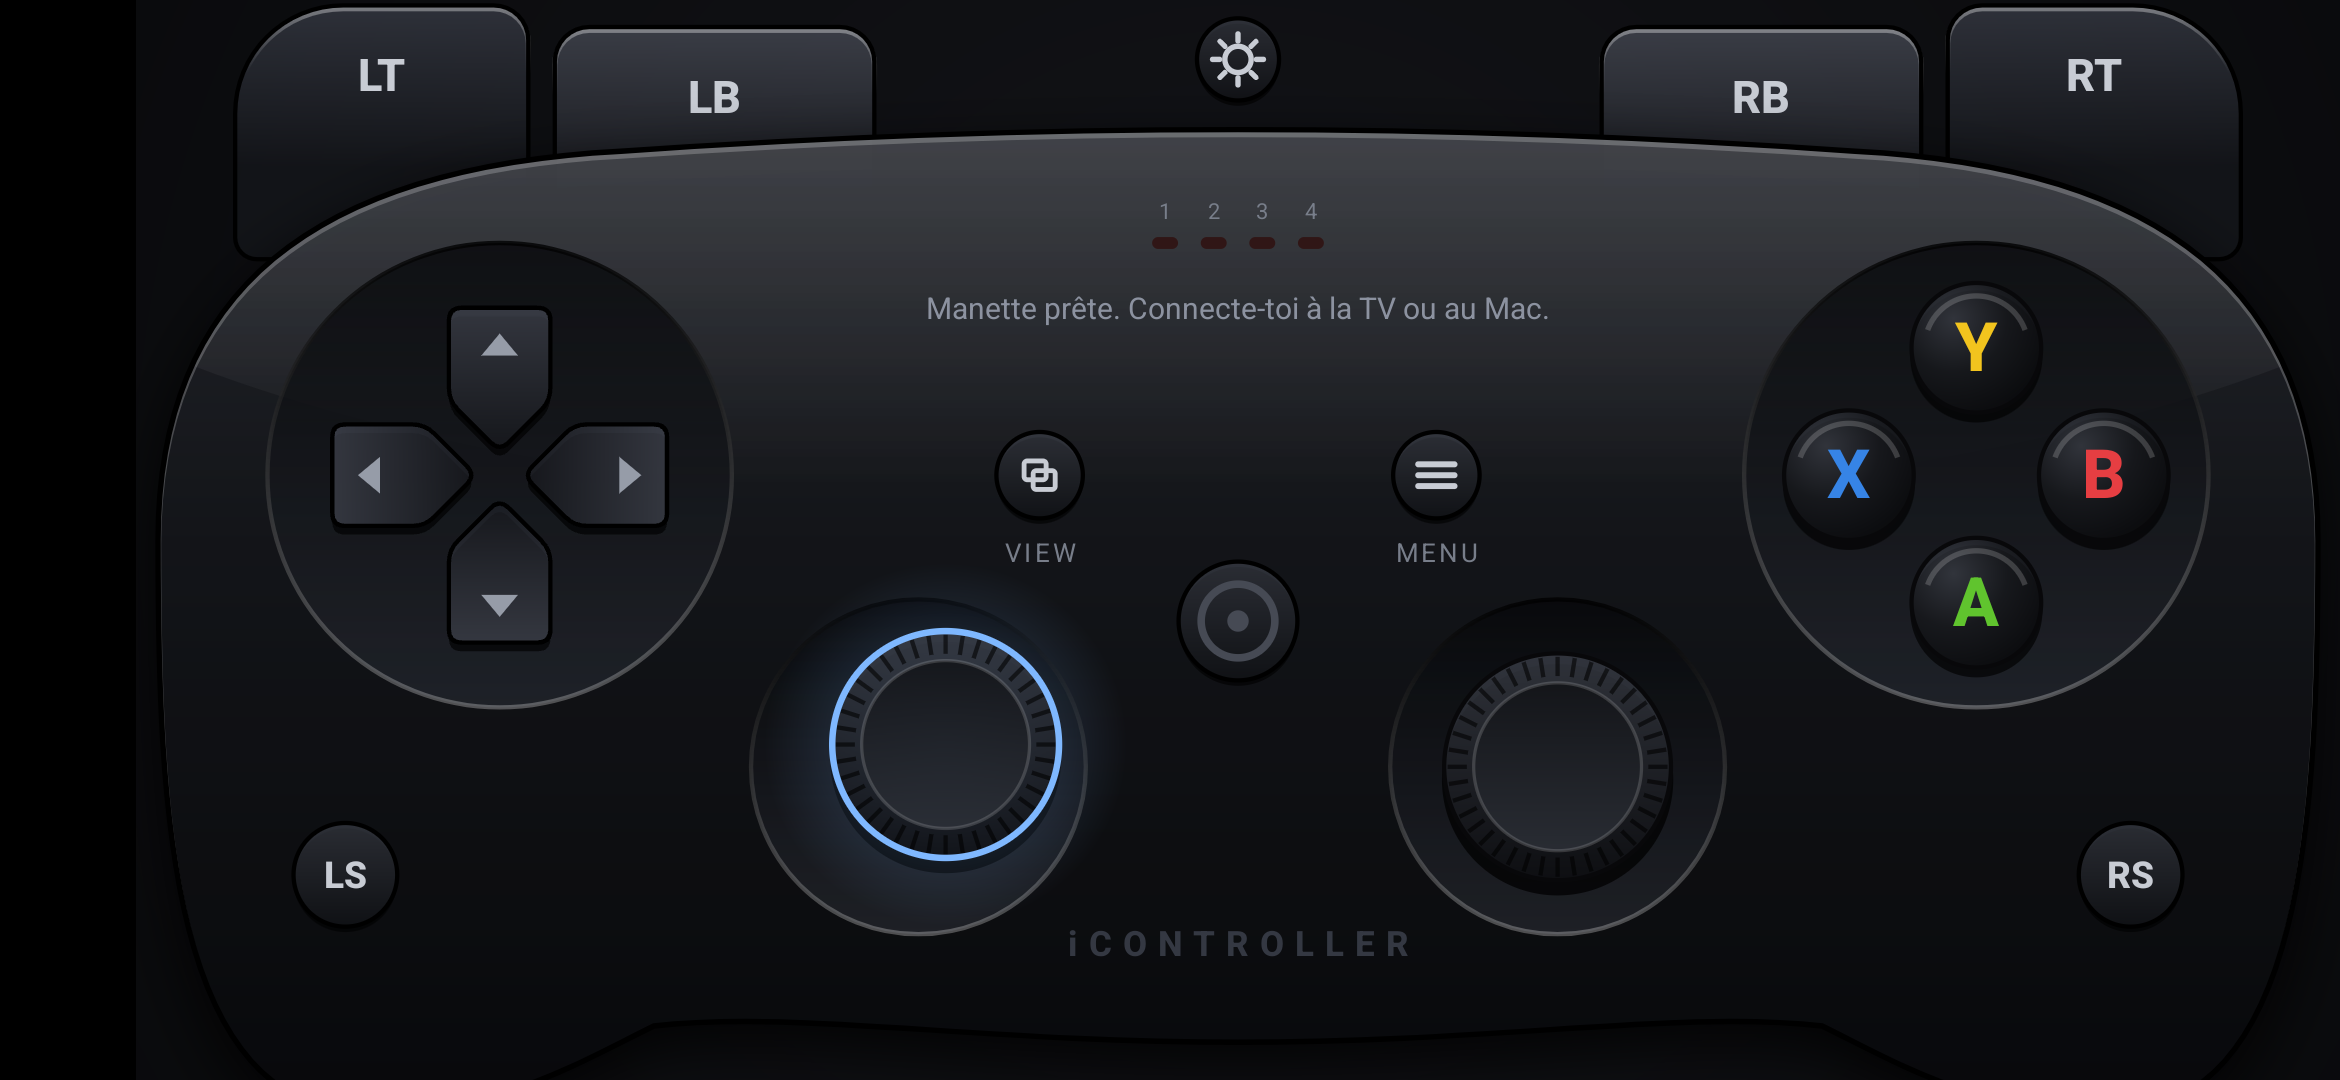 LT
LB
RB
RT
1 2 3 4
Manette prête. Connecte-toi à la TV ou au Mac.
Y
X
B
A
VIEW
MENU
LS
RS
iCONTROLLER